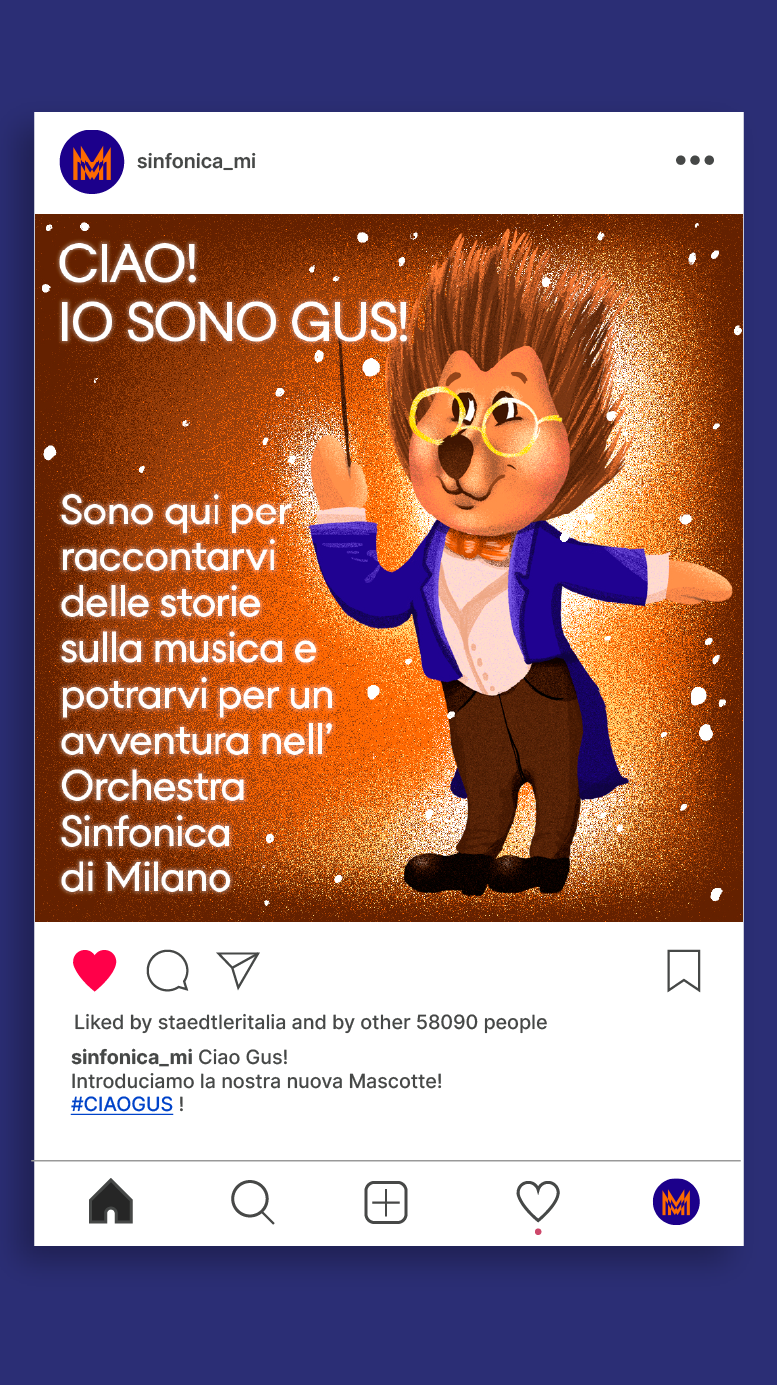 sinfonica_mi
CIAO!
IO SONO GUS!
Sono qui per
raccontarvi
delle storie
sulla musica e
potrarvi per un
avventura nell'
Orchestra
Sinfonica
di Milano
Liked by staedtleritalia and by other 58090 people
sinfonica_mi Ciao Gus!
Introduciamo la nostra nuova Mascotte!
#CIAOGUS !